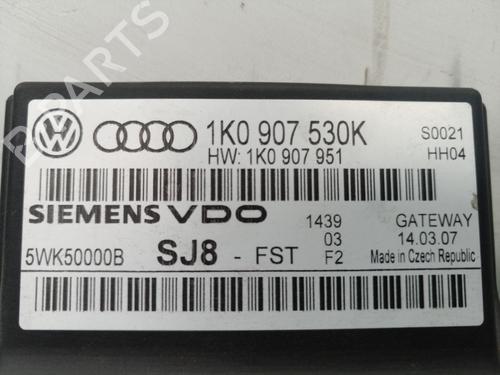 B PARTS
1K0 907 530K S0021
HW: 1K0 907 951 HH04
SIEMENS VDO 1439 GATEWAY
03 14.03.07
5WK50000B SJ8 - FST F2 Made in Czech Republic